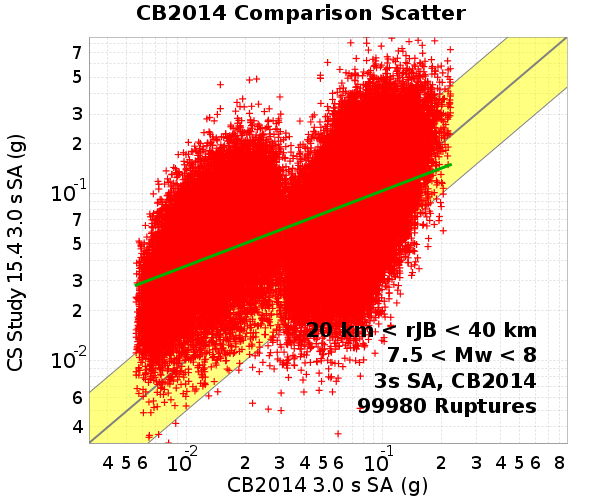 CB2014 Comparison Scatter
CS Study 15.4 3.0 s SA (g)
7
5
3
2
10-1
7
5
3
2
10-2
6
4
20 km < rJB < 40 km
7.5 < Mw < 8
3s SA, CB2014
99980 Ruptures
4 5 6 10-2 2 3 4 5 6 10-1 2 3 4 5 6 8
CB2014 3.0 s SA (g)